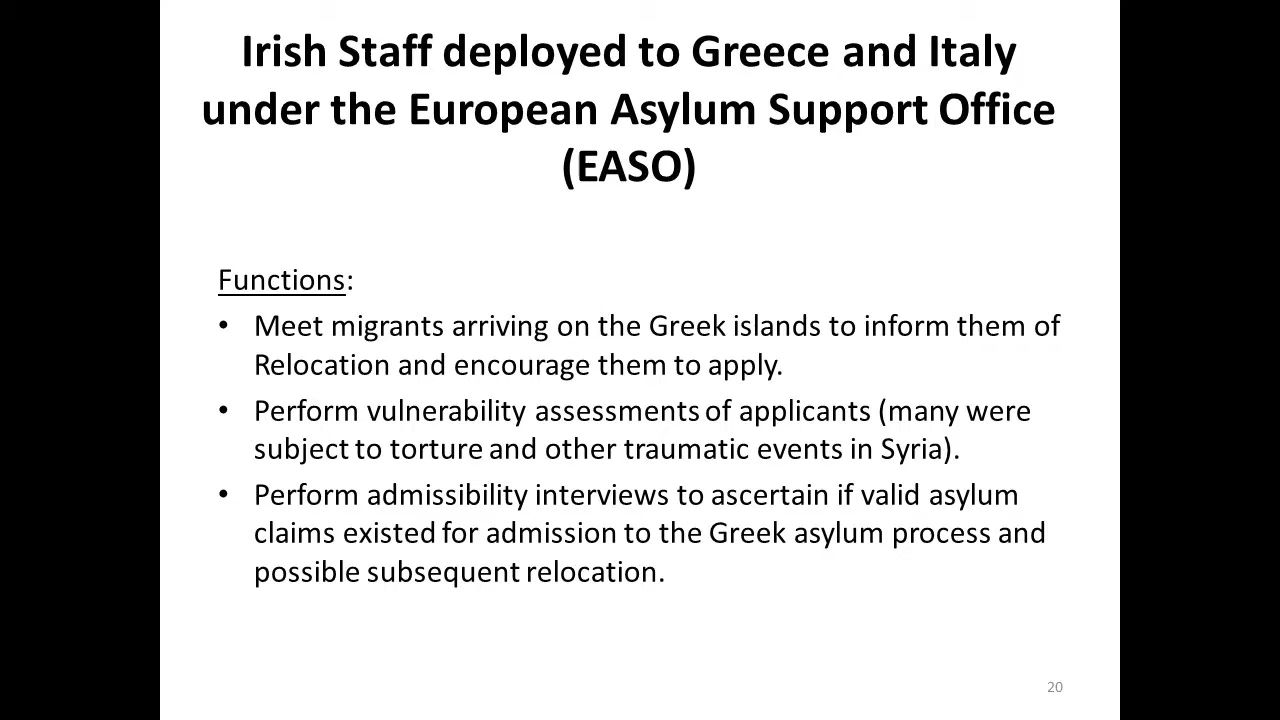 Irish Staff deployed to Greece and Italy
under the European Asylum Support Office
(EASO)
Functions:
• Meet migrants arriving on the Greek islands to inform them of
Relocation and encourage them to apply.
• Perform vulnerability assessments of applicants (many were
subject to torture and other traumatic events in Syria).
• Perform admissibility interviews to ascertain if valid asylum
claims existed for admission to the Greek asylum process and
possible subsequent relocation.
20